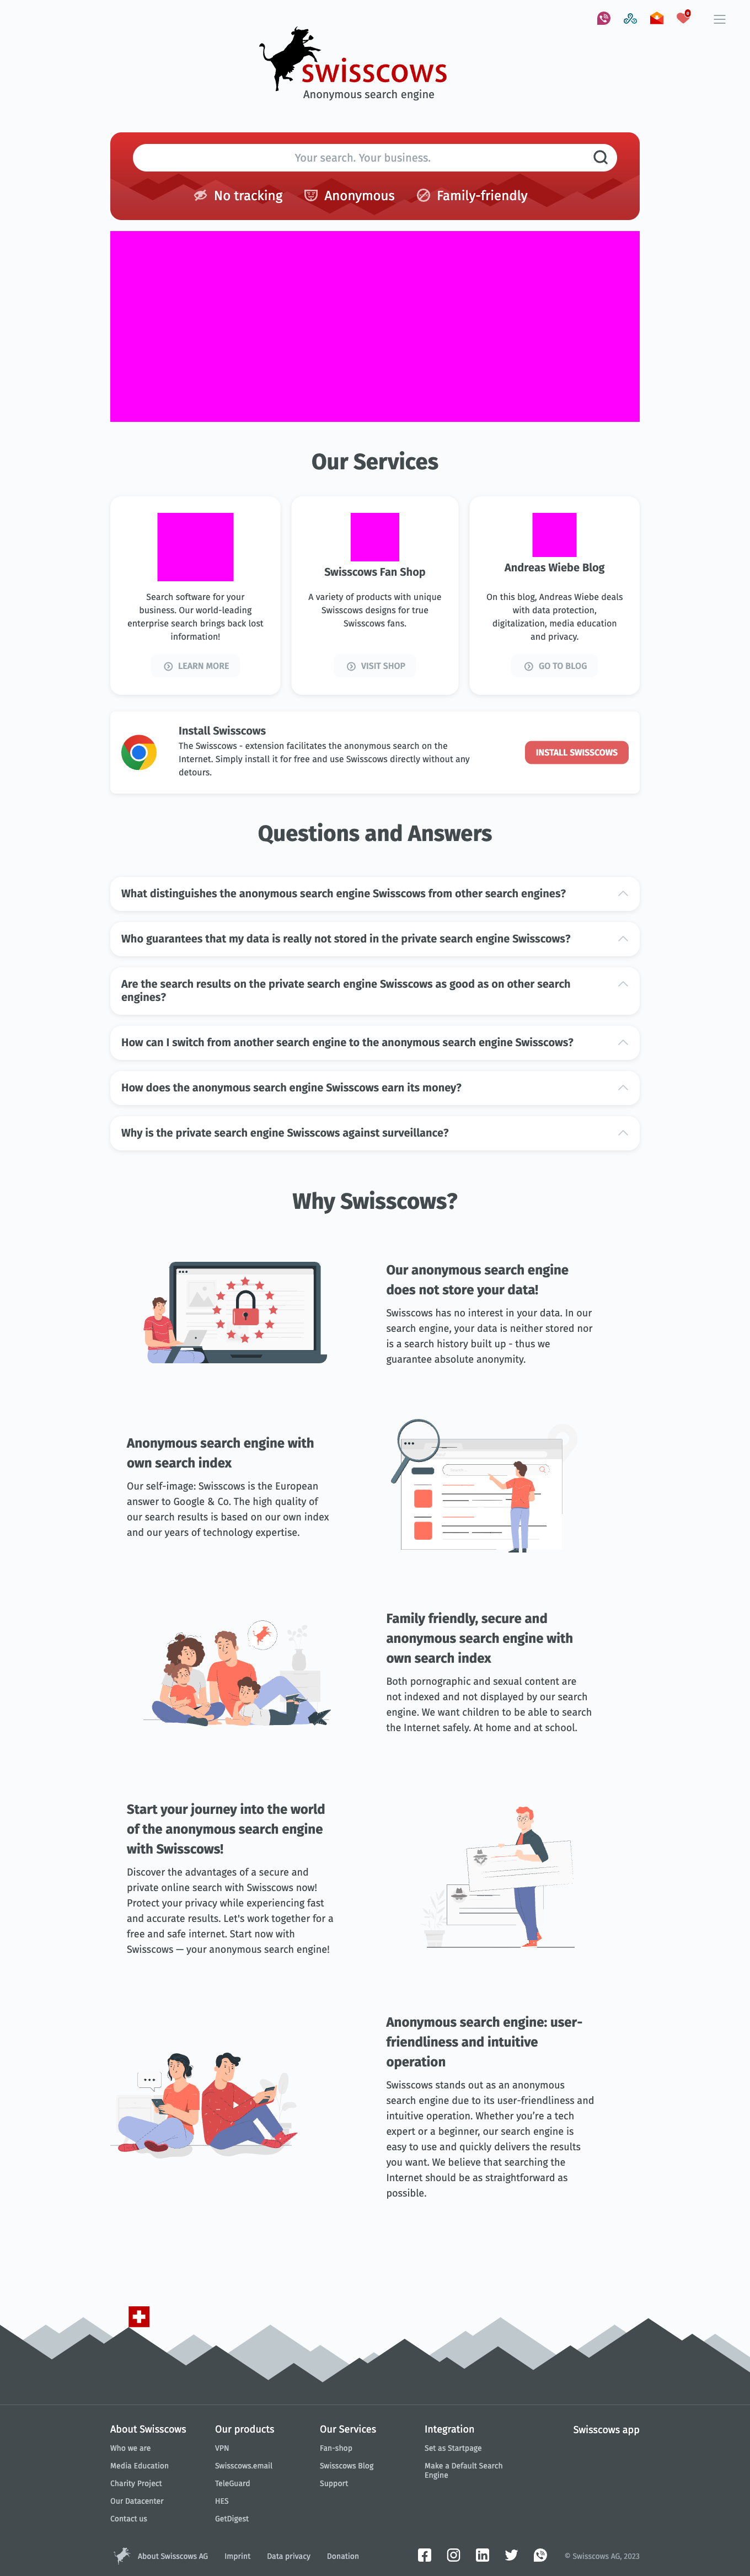 0
swisscows
Anonymous search engine
Your search. Your business.
No tracking
Anonymous
Family-friendly
Our Services
Search software for your
business. Our world-leading
enterprise search brings back lost
information!
LEARN MORE
Swisscows Fan Shop
A variety of products with unique
Swisscows designs for true
Swisscows fans.
VISIT SHOP
Andreas Wiebe Blog
On this blog, Andreas Wiebe deals
with data protection,
digitalization, media education
and privacy.
GO TO BLOG
Install Swisscows
The Swisscows - extension facilitates the anonymous search on the
Internet. Simply install it for free and use Swisscows directly without any
detours.
INSTALL SWISSCOWS
Questions and Answers
What distinguishes the anonymous search engine Swisscows from other search engines?
Who guarantees that my data is really not stored in the private search engine Swisscows?
Are the search results on the private search engine Swisscows as good as on other search
engines?
How can I switch from another search engine to the anonymous search engine Swisscows?
How does the anonymous search engine Swisscows earn its money?
Why is the private search engine Swisscows against surveillance?
Why Swisscows?
Our anonymous search engine
does not store your data!
Swisscows has no interest in your data. In our
search engine, your data is neither stored nor
is a search history built up - thus we
guarantee absolute anonymity.
Anonymous search engine with
own search index
Our self-image: Swisscows is the European
answer to Google & Co. The high quality of
our search results is based on our own index
and our years of technology expertise.
Family friendly, secure and
anonymous search engine with
own search index
Both pornographic and sexual content are
not indexed and not displayed by our search
engine. We want children to be able to search
the Internet safely. At home and at school.
Start your journey into the world
of the anonymous search engine
with Swisscows!
Discover the advantages of a secure and
private online search with Swisscows now!
Protect your privacy while experiencing fast
and accurate results. Let's work together for a
free and safe internet. Start now with
Swisscows — your anonymous search engine!
Anonymous search engine: user-
friendliness and intuitive
operation
Swisscows stands out as an anonymous
search engine due to its user-friendliness and
intuitive operation. Whether you're a tech
expert or a beginner, our search engine is
easy to use and quickly delivers the results
you want. We believe that searching the
Internet should be as straightforward as
possible.
About Swisscows
Who we are
Media Education
Charity Project
Our Datacenter
Contact us
Our products
VPN
Swisscows.email
TeleGuard
HES
GetDigest
Our Services
Fan-shop
Swisscows Blog
Support
Integration
Set as Startpage
Make a Default Search
Engine
Swisscows app
About Swisscows AG
Imprint
Data privacy
Donation
© Swisscows AG, 2023